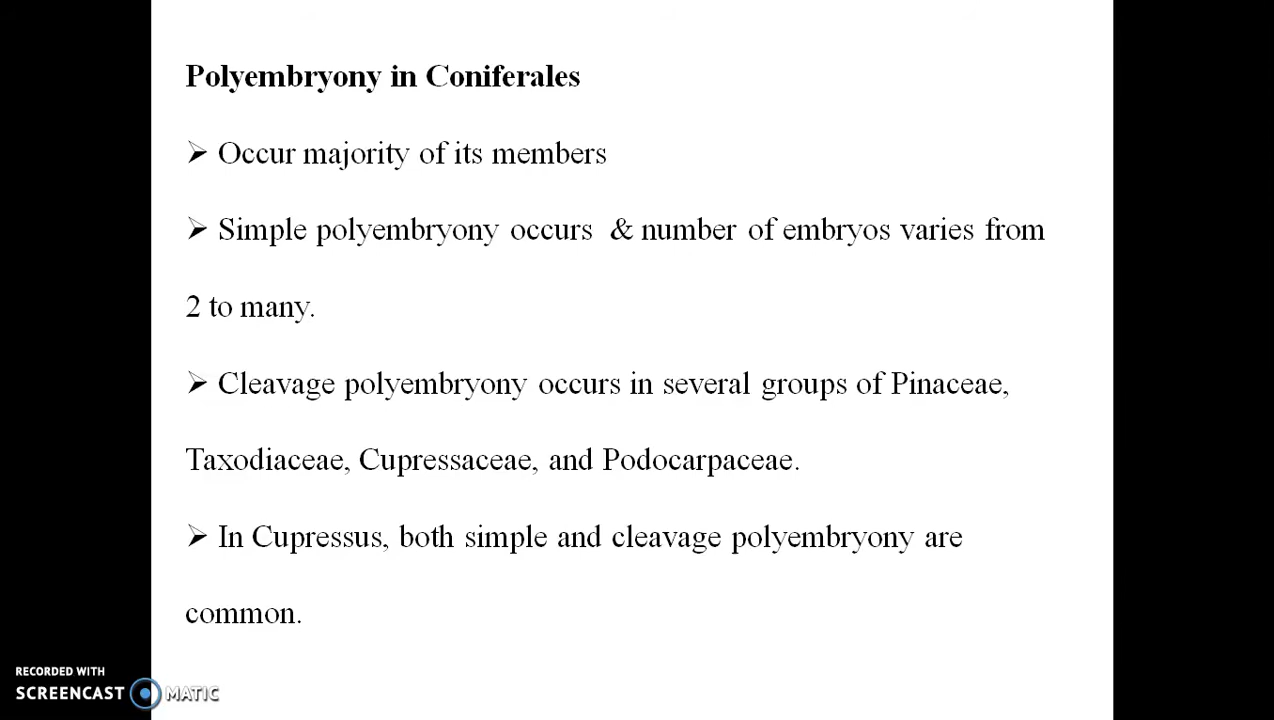 Polyembryony in Coniferales
➢ Occur majority of its members
➢ Simple polyembryony occurs & number of embryos varies from
2 to many.
➢ Cleavage polyembryony occurs in several groups of Pinaceae,
Taxodiaceae, Cupressaceae, and Podocarpaceae.
➢ In Cupressus, both simple and cleavage polyembryony are
common.
RECORDED WITH
SCREENCAST MATIC